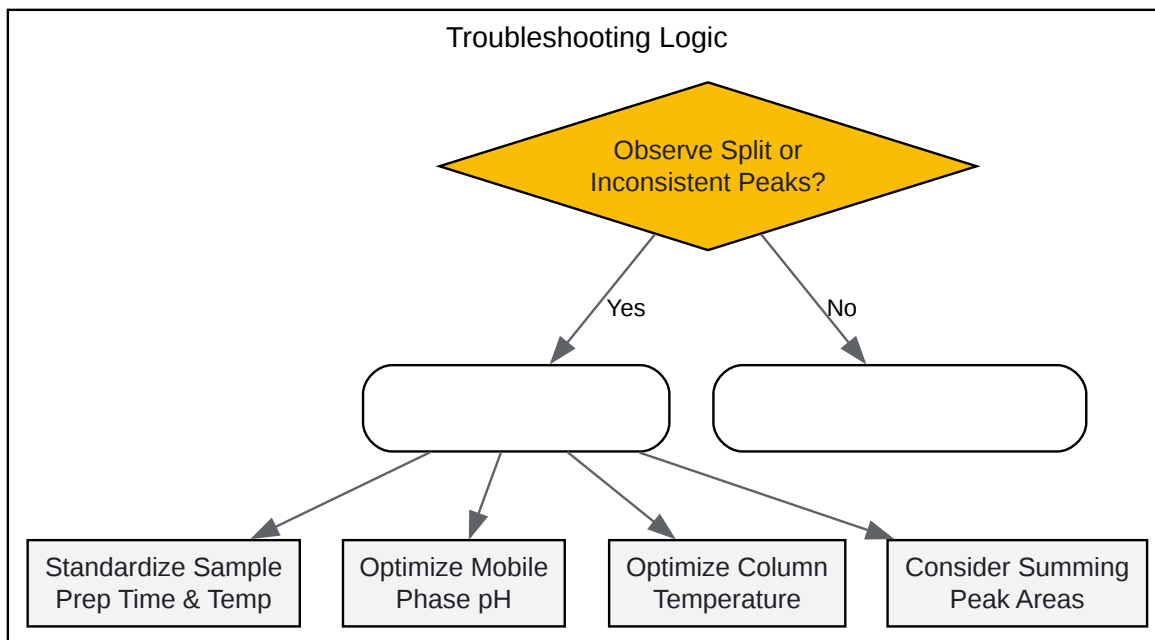 Troubleshooting Logic
Observe Split or
Inconsistent Peaks?
Yes
No
Standardize Sample
Prep Time & Temp
Optimize Mobile
Phase pH
Optimize Column
Temperature
Consider Summing
Peak Areas